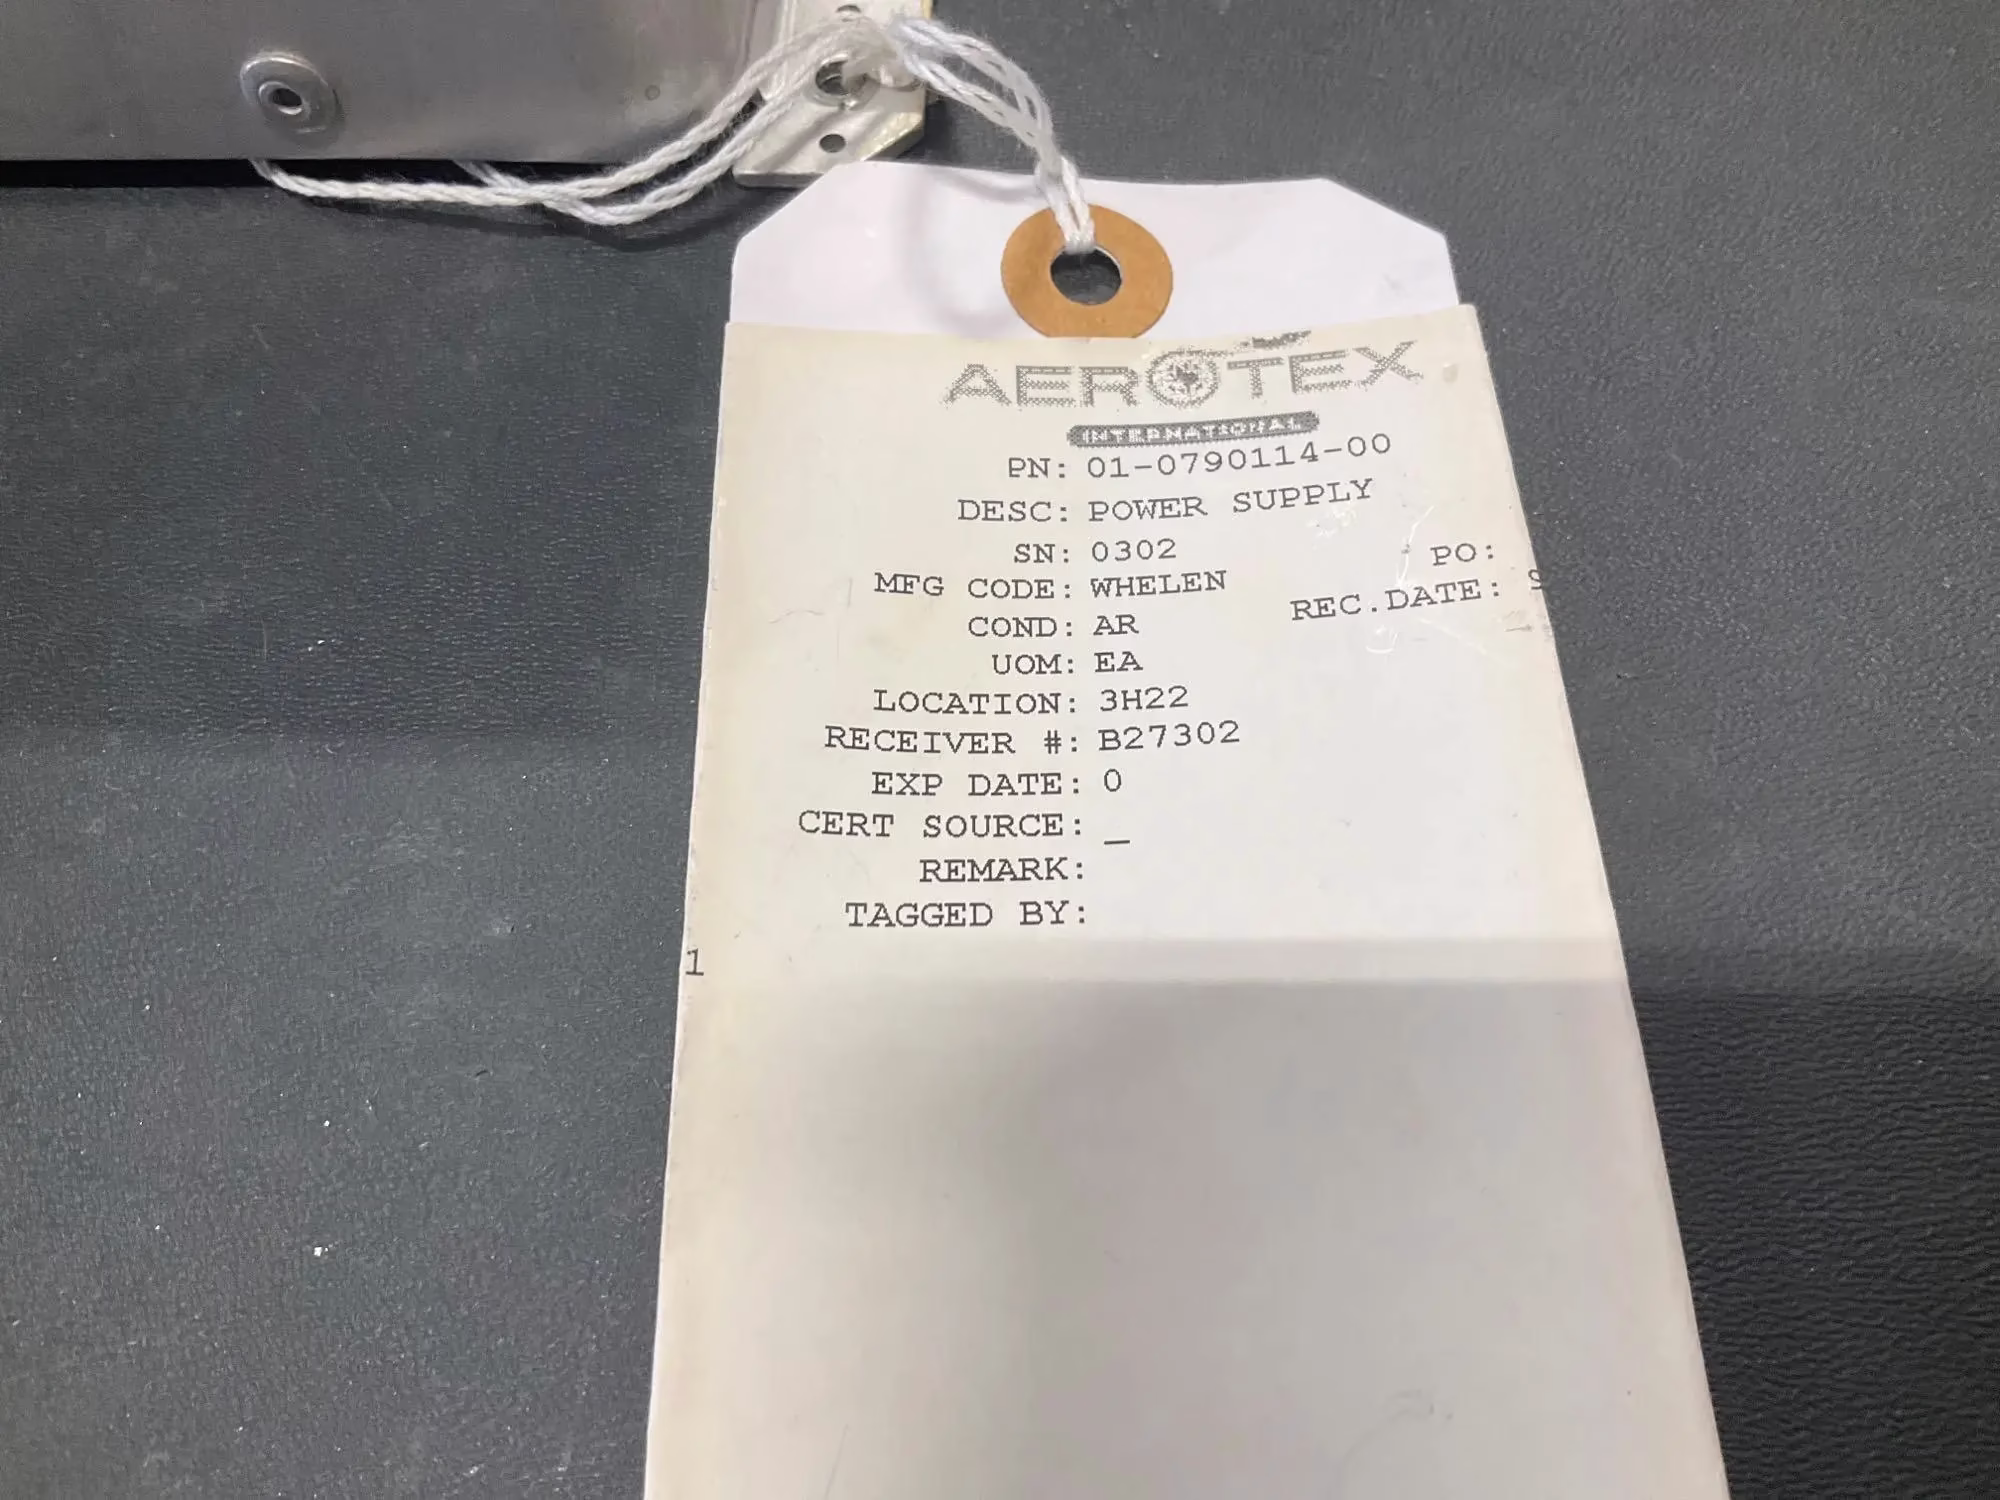 AEROTEX
INTERNATIONAL
PN: 01-0790114-00
DESC: POWER SUPPLY
SN: 0302
PO:
MFG CODE: WHELEN
REC.DATE:
COND: AR
UOM: EA
LOCATION: 3H22
RECEIVER #: B27302
EXP DATE: 0
CERT SOURCE: _
REMARK:
TAGGED BY:
1